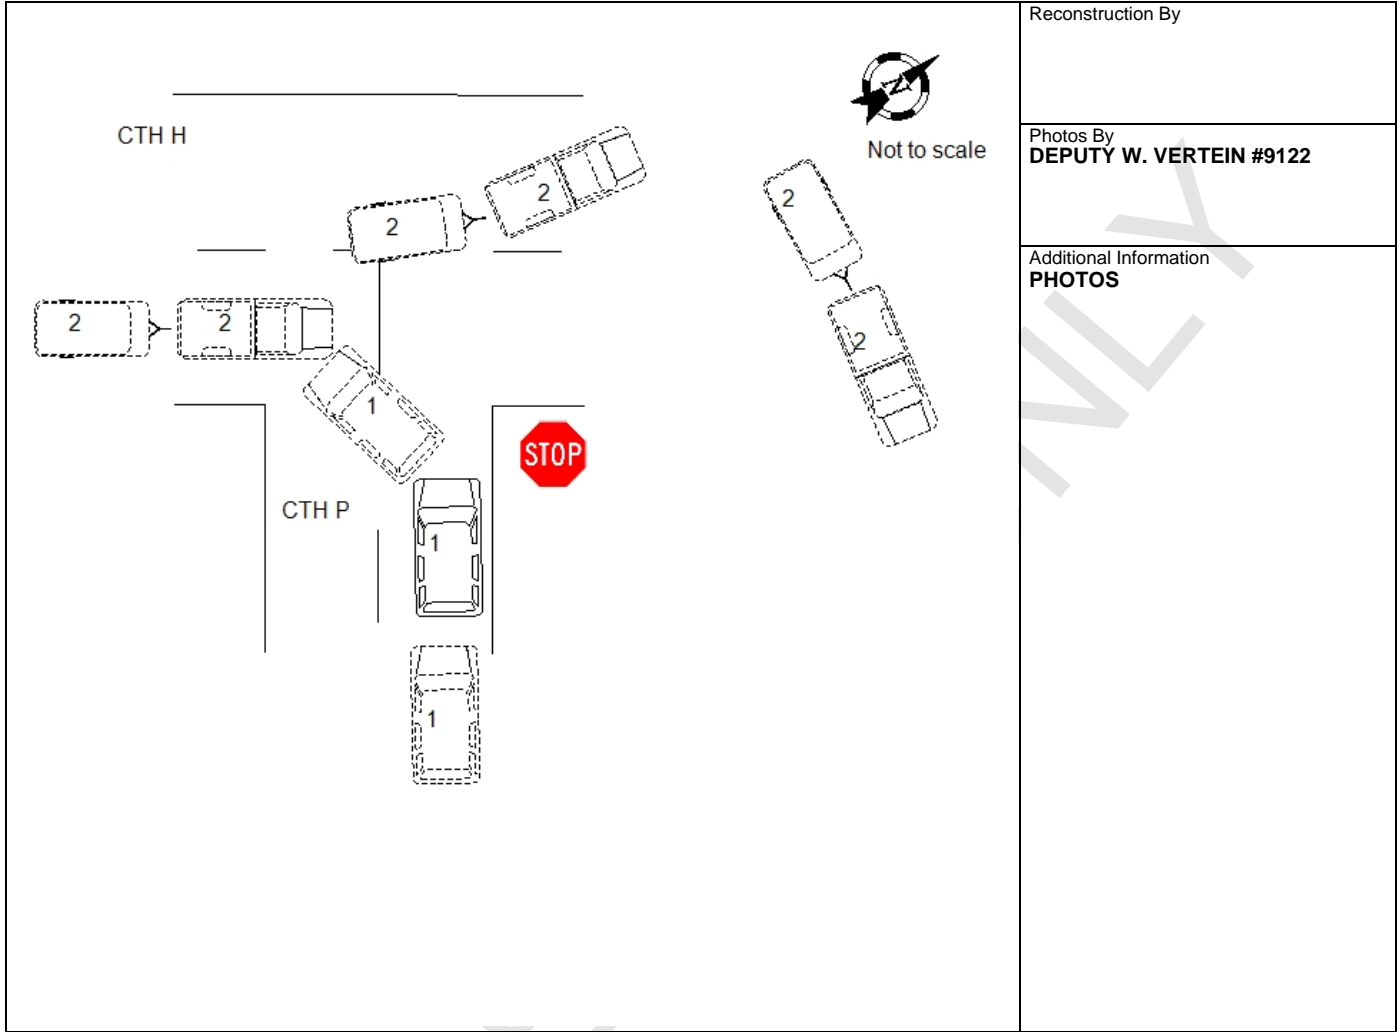 Reconstruction By
Photos By
DEPUTY W. VERTEIN #9122
Additional Information
PHOTOS
CTH H
N
Not to scale
2
2
2
2
2
2
1
STOP
CTH P
1
1
NLY